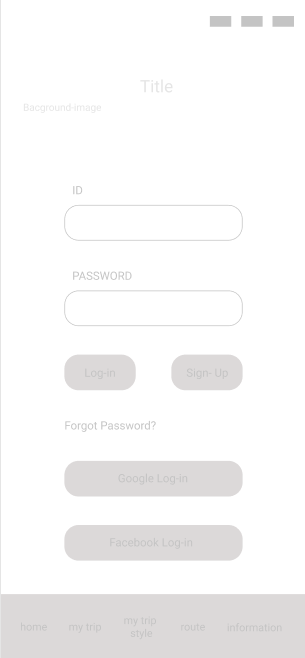 Title
Bacground-image
ID
PASSWORD
Log-in
Sign- Up
Forgot Password?
Google Log-in
Facebook Log-in
home
my trip
my trip
style
route
information